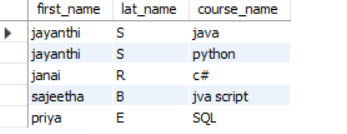 first_name lat_name course_name
jayanthi S java
jayanthi S python
janai R c#
sajeetha B jva script
priya E SQL